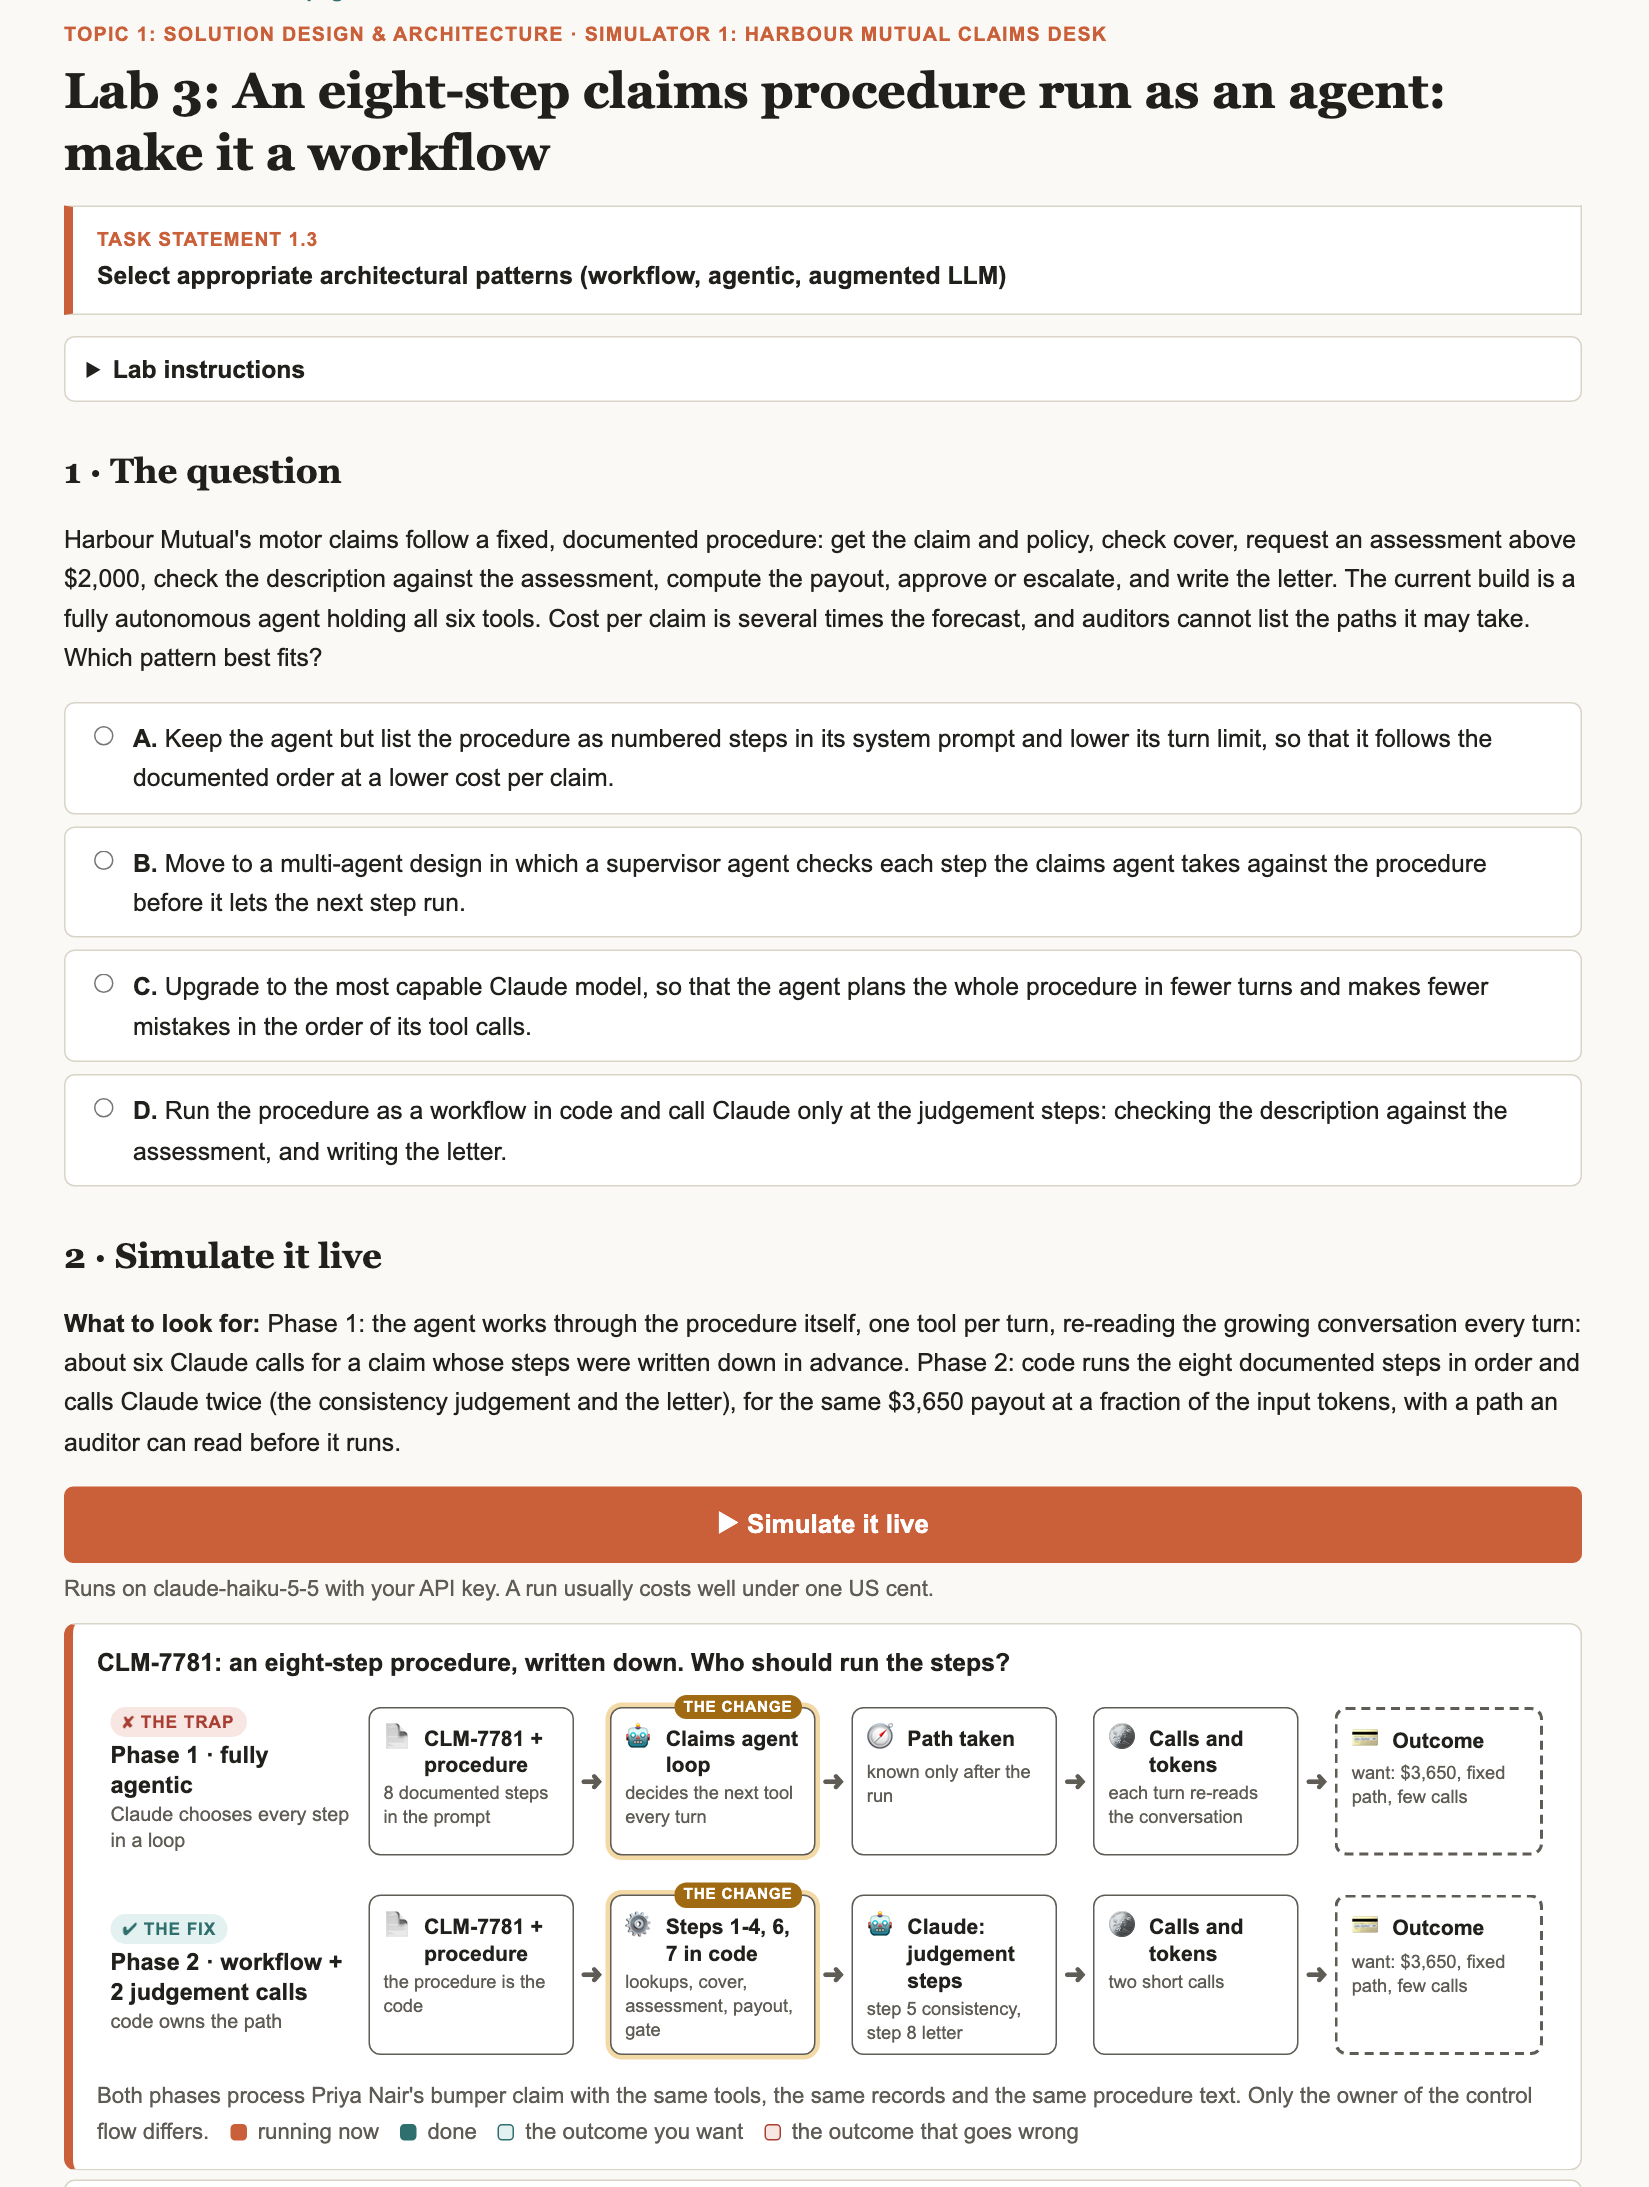 TOPIC 1: SOLUTION DESIGN & ARCHITECTURE · SIMULATOR 1: HARBOUR MUTUAL CLAIMS DESK
Lab 3: An eight-step claims procedure run as an agent:
make it a workflow
TASK STATEMENT 1.3
Select appropriate architectural patterns (workflow, agentic, augmented LLM)
▶ Lab instructions
1 · The question
Harbour Mutual's motor claims follow a fixed, documented procedure: get the claim and policy, check cover, request an assessment above
$2,000, check the description against the assessment, compute the payout, approve or escalate, and write the letter. The current build is a
fully autonomous agent holding all six tools. Cost per claim is several times the forecast, and auditors cannot list the paths it may take.
Which pattern best fits?
A. Keep the agent but list the procedure as numbered steps in its system prompt and lower its turn limit, so that it follows the
documented order at a lower cost per claim.
B. Move to a multi-agent design in which a supervisor agent checks each step the claims agent takes against the procedure
before it lets the next step run.
C. Upgrade to the most capable Claude model, so that the agent plans the whole procedure in fewer turns and makes fewer
mistakes in the order of its tool calls.
D. Run the procedure as a workflow in code and call Claude only at the judgement steps: checking the description against the
assessment, and writing the letter.
2 · Simulate it live
What to look for: Phase 1: the agent works through the procedure itself, one tool per turn, re-reading the growing conversation every turn:
about six Claude calls for a claim whose steps were written down in advance. Phase 2: code runs the eight documented steps in order and
calls Claude twice (the consistency judgement and the letter), for the same $3,650 payout at a fraction of the input tokens, with a path an
auditor can read before it runs.
▶ Simulate it live
Runs on claude-haiku-5-5 with your API key. A run usually costs well under one US cent.
CLM-7781: an eight-step procedure, written down. Who should run the steps?
✘ THE TRAP
Phase 1 · fully
agentic
Claude chooses every step
in a loop
CLM-7781 +
procedure
8 documented steps
in the prompt
THE CHANGE
Claims agent
loop
decides the next tool
every turn
Path taken
known only after the
run
Calls and
tokens
each turn re-reads
the conversation
Outcome
want: $3,650, fixed
path, few calls
✔ THE FIX
Phase 2 · workflow +
2 judgement calls
code owns the path
CLM-7781 +
procedure
the procedure is the
code
THE CHANGE
Steps 1-4, 6,
7 in code
lookups, cover,
assessment, payout,
gate
Claude:
judgement
steps
step 5 consistency,
step 8 letter
Calls and
tokens
two short calls
Outcome
want: $3,650, fixed
path, few calls
Both phases process Priya Nair's bumper claim with the same tools, the same records and the same procedure text. Only the owner of the control
flow differs. running now done the outcome you want the outcome that goes wrong